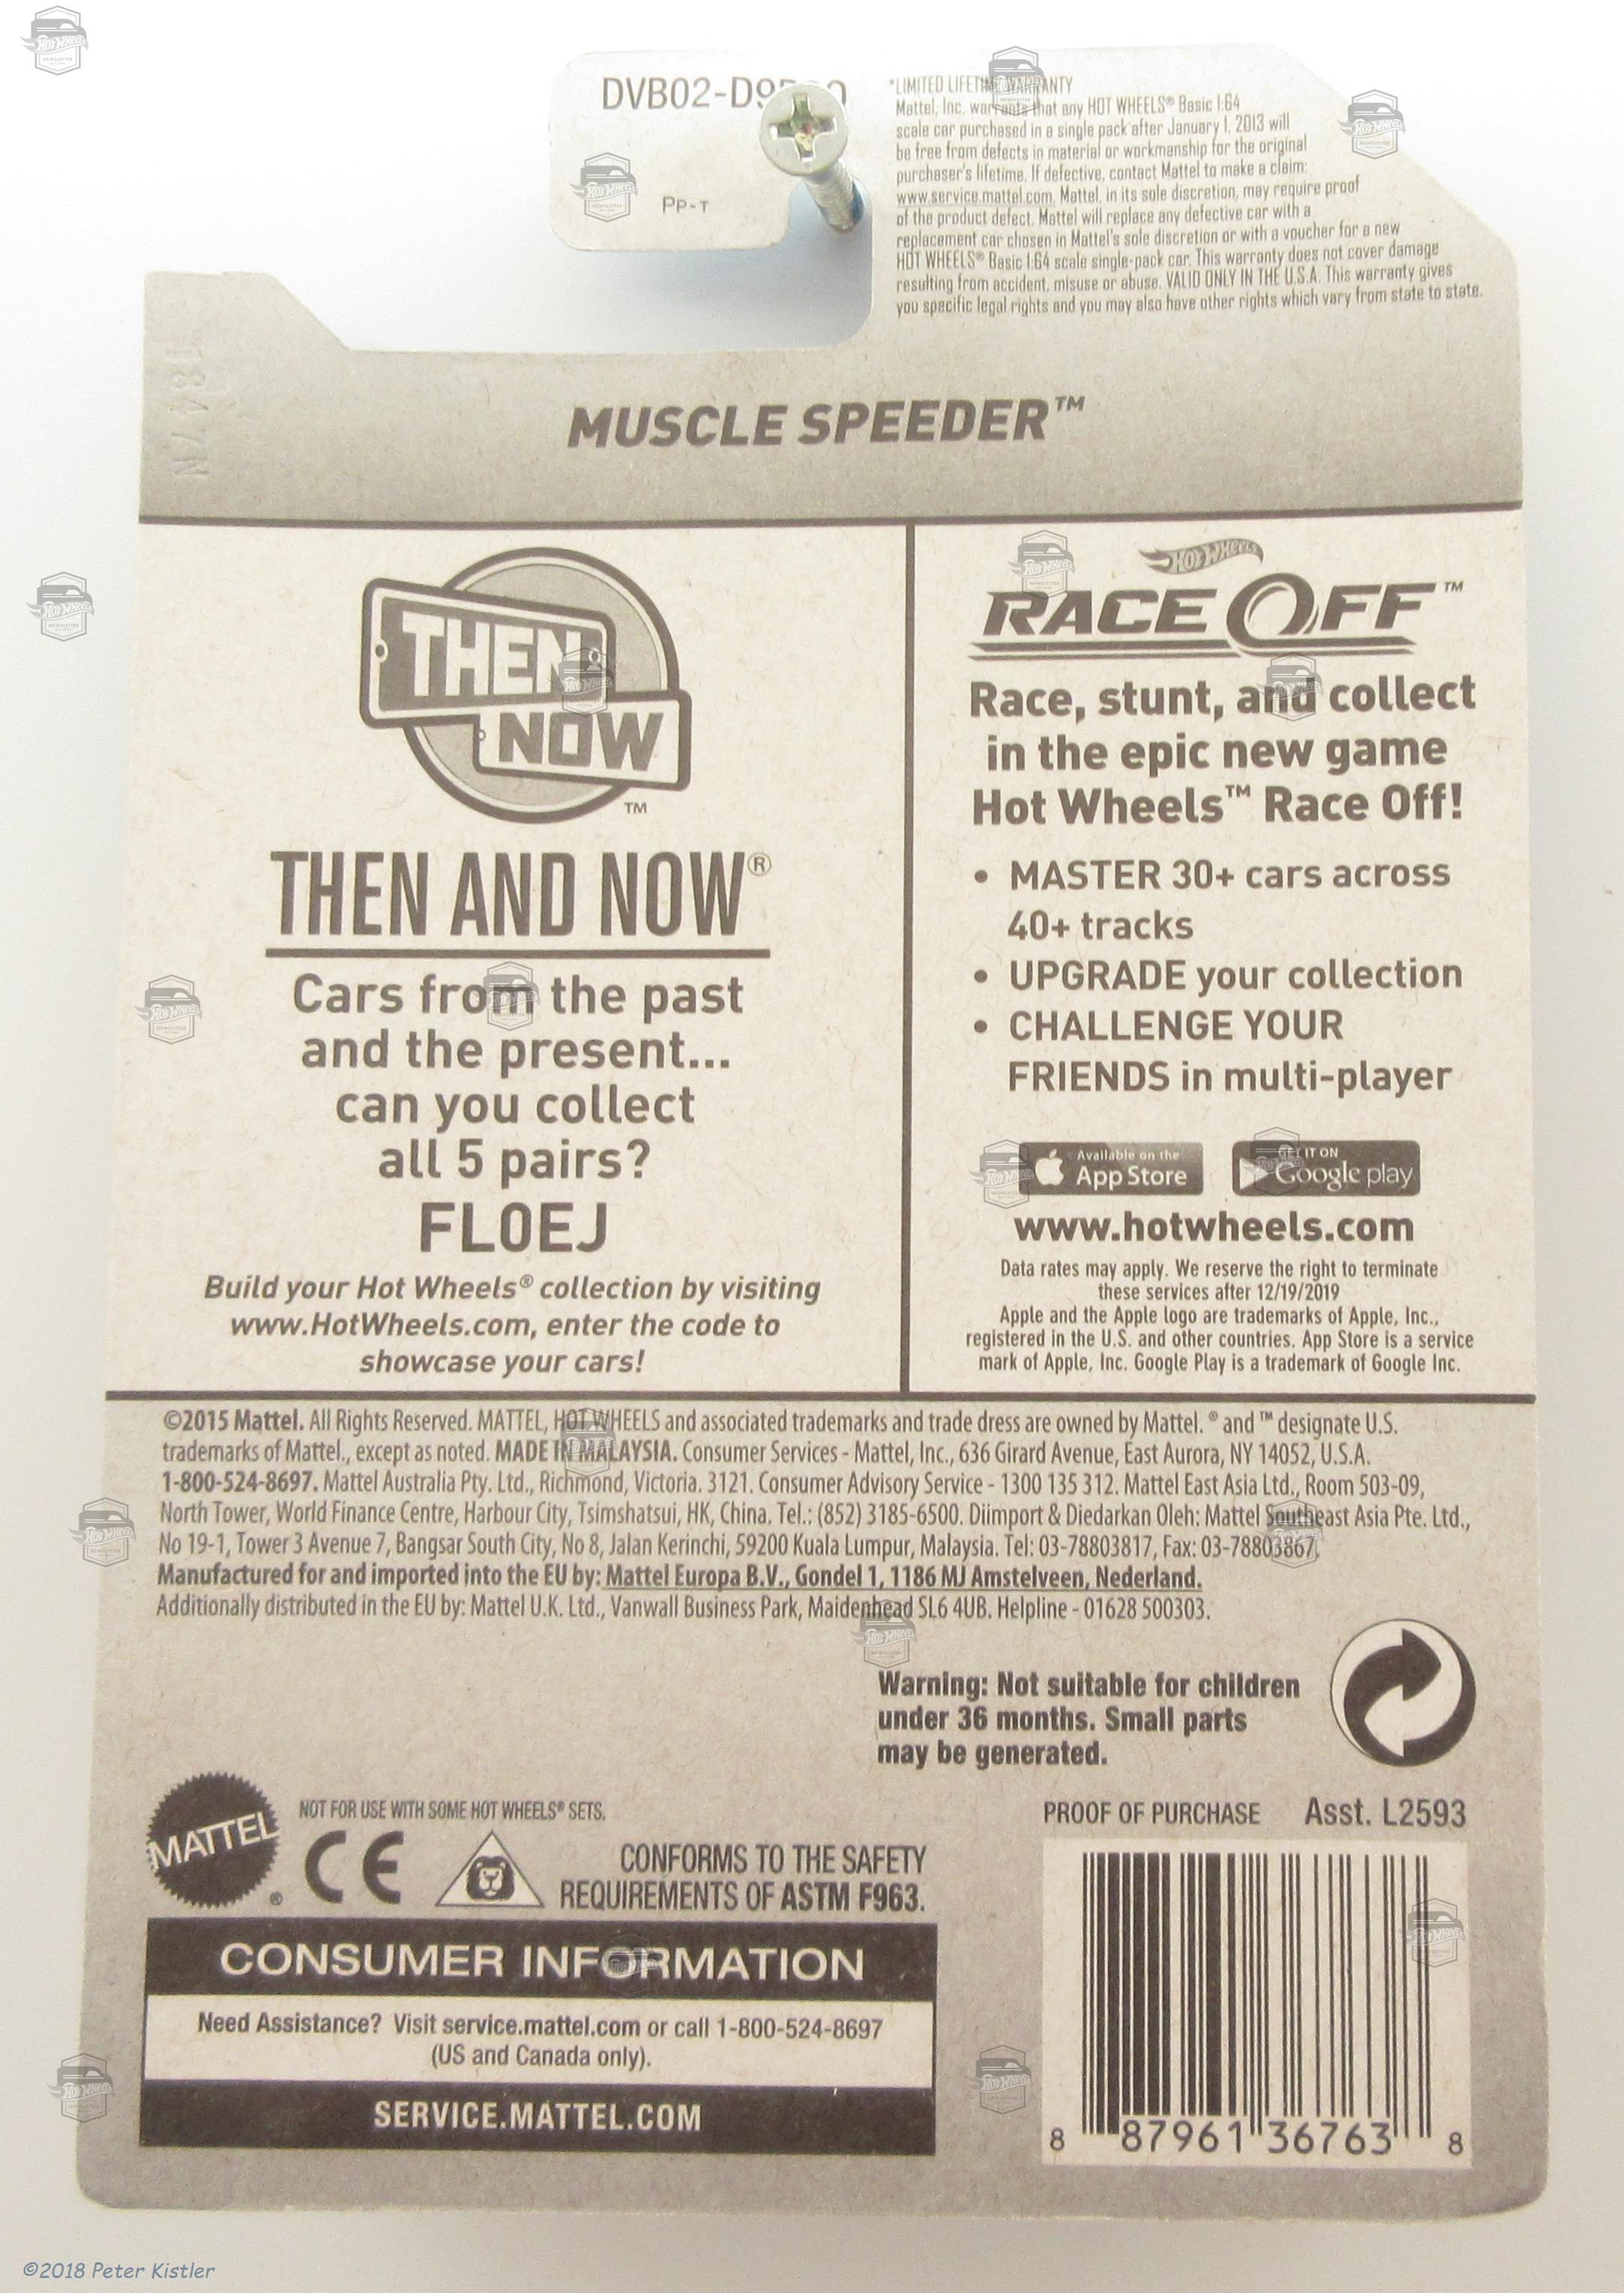 DVB02-D9
Pp-T
*LIMITED LIFETIME WARRANTY
Mattel, Inc. warrants that any HOT WHEELS® Basic 1:64
scale car purchased in a single pack after January 1, 2013 will
be free from defects in material or workmanship for the original
purchaser's lifetime. If defective, contact Mattel to make a claim:
www.service.mattel.com. Mattel, in its sole discretion, may require proof
of the product defect. Mattel will replace any defective car with a
replacement car chosen in Mattel's sole discretion or with a voucher for a new
HOT WHEELS® Basic 1:64 scale single-pack car. This warranty does not cover damage
resulting from accident, misuse or abuse. VALID ONLY IN THE U.S.A. This warranty gives
you specific legal rights and you may also have other rights which vary from state to state.
MUSCLE SPEEDER™
THEN
NOW
™
THEN AND NOW®
Cars from the past
and the present...
can you collect
all 5 pairs?
FL0EJ
Build your Hot Wheels® collection by visiting
www.HotWheels.com, enter the code to
showcase your cars!
HOT WHEELS
RACE OFF™
Race, stunt, and collect
in the epic new game
Hot Wheels™ Race Off!
• MASTER 30+ cars across
40+ tracks
• UPGRADE your collection
• CHALLENGE YOUR
FRIENDS in multi-player
Available on the
App Store
GET IT ON
Google play
www.hotwheels.com
Data rates may apply. We reserve the right to terminate
these services after 12/19/2019
Apple and the Apple logo are trademarks of Apple, Inc.,
registered in the U.S. and other countries. App Store is a service
mark of Apple, Inc. Google Play is a trademark of Google Inc.
©2015 Mattel. All Rights Reserved. MATTEL, HOT WHEELS and associated trademarks and trade dress are owned by Mattel. ® and ™ designate U.S.
trademarks of Mattel., except as noted. MADE IN MALAYSIA. Consumer Services - Mattel, Inc., 636 Girard Avenue, East Aurora, NY 14052, U.S.A.
1-800-524-8697. Mattel Australia Pty. Ltd., Richmond, Victoria. 3121. Consumer Advisory Service - 1300 135 312. Mattel East Asia Ltd., Room 503-09,
North Tower, World Finance Centre, Harbour City, Tsimshatsui, HK, China. Tel.: (852) 3185-6500. Diimport & Diedarkan Oleh: Mattel Southeast Asia Pte. Ltd.,
No 19-1, Tower 3 Avenue 7, Bangsar South City, No 8, Jalan Kerinchi, 59200 Kuala Lumpur, Malaysia. Tel: 03-78803817, Fax: 03-78803867.
Manufactured for and imported into the EU by: Mattel Europa B.V., Gondel 1, 1186 MJ Amstelveen, Nederland.
Additionally distributed in the EU by: Mattel U.K. Ltd., Vanwall Business Park, Maidenhead SL6 4UB. Helpline - 01628 500303.
Warning: Not suitable for children
under 36 months. Small parts
may be generated.
MATTEL®
NOT FOR USE WITH SOME HOT WHEELS® SETS.
CE
CONFORMS TO THE SAFETY
REQUIREMENTS OF ASTM F963.
PROOF OF PURCHASE Asst. L2593
CONSUMER INFORMATION
Need Assistance? Visit service.mattel.com or call 1-800-524-8697
(US and Canada only).
SERVICE.MATTEL.COM
8 87961 36763 8
©2018 Peter Kistler